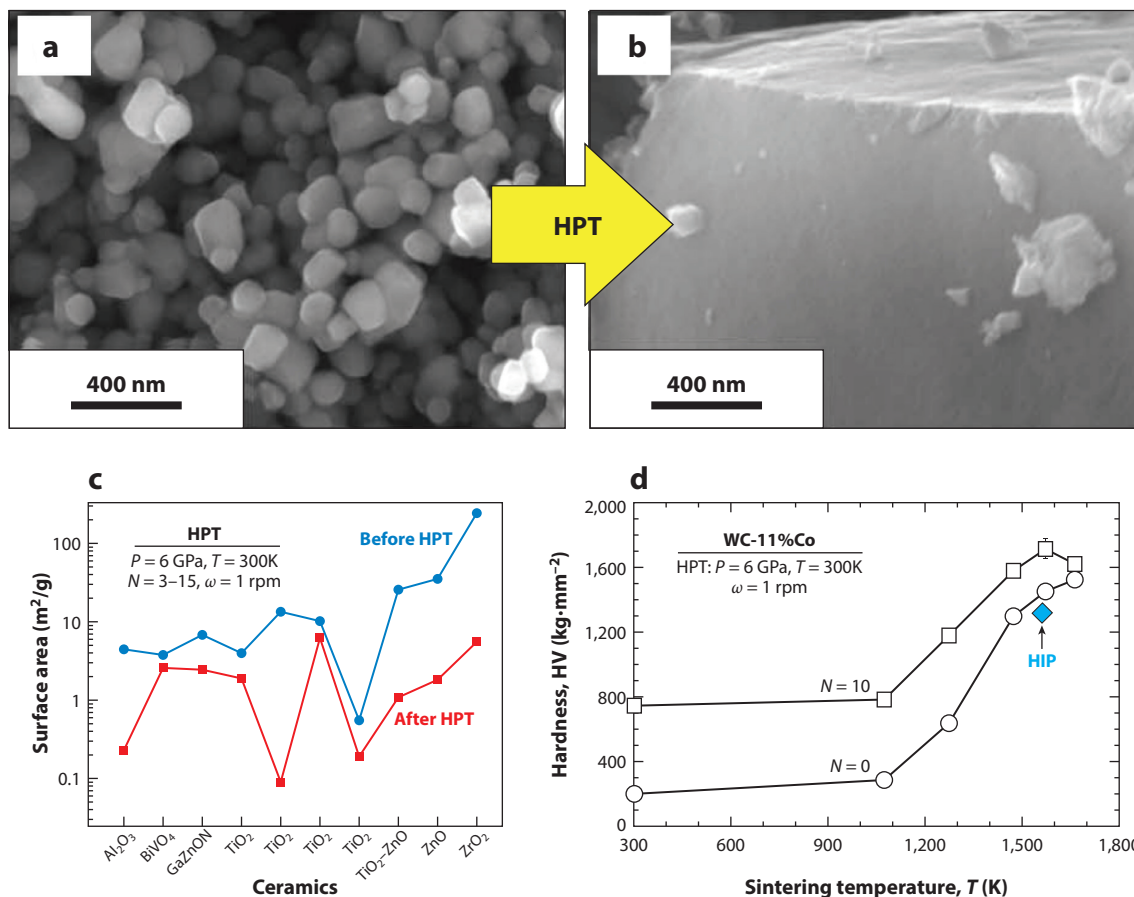 a
b
HPT
400 nm
400 nm
c
HPT
P = 6 GPa, T = 300K
N = 3–15, ω = 1 rpm
Before HPT
After HPT
Surface area (m²/g)
100
10
1
0.1
Al₂O₃
BiVO₄
GaZnON
TiO₂
TiO₂
TiO₂
TiO₂
TiO₂–ZnO
ZnO
ZrO₂
Ceramics
d
WC-11%Co
HPT: P = 6 GPa, T = 300K
ω = 1 rpm
HIP
N = 10
N = 0
Hardness, HV (kg·mm⁻²)
2,000
1,600
1,200
800
400
0
300
600
900
1,200
1,500
1,800
Sintering temperature, T (K)